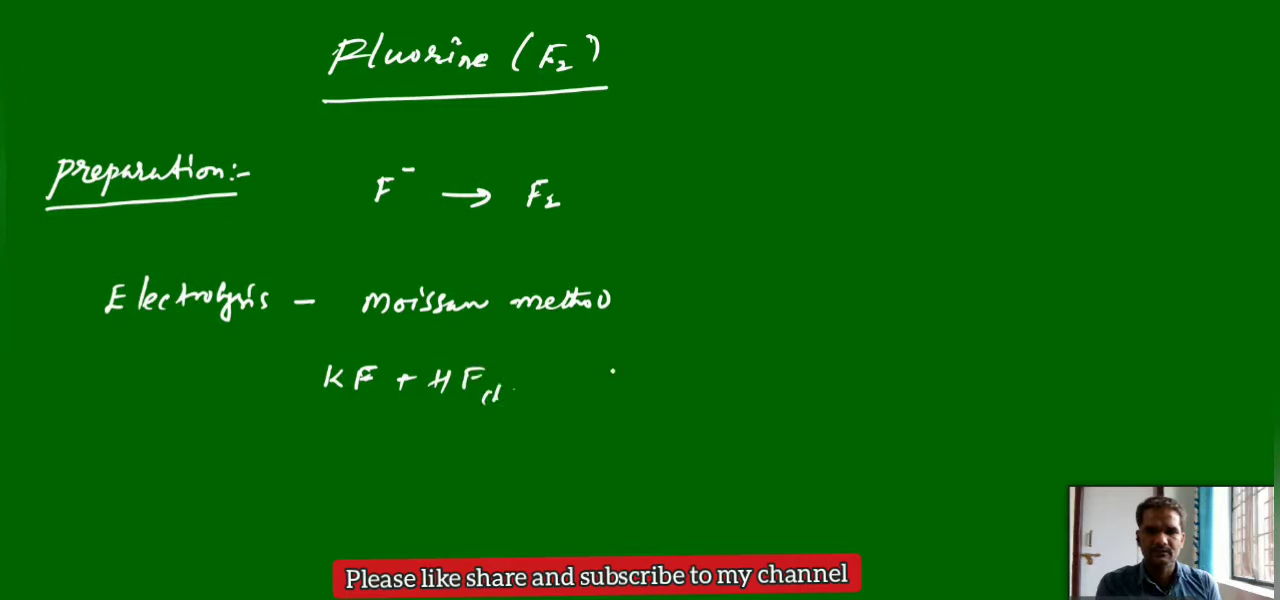 Fluorine (F₂)
Preparation:-
F⁻ → F₂
Electrolysis - Moissan method
KF + HF(l)
Please like share and subscribe to my channel